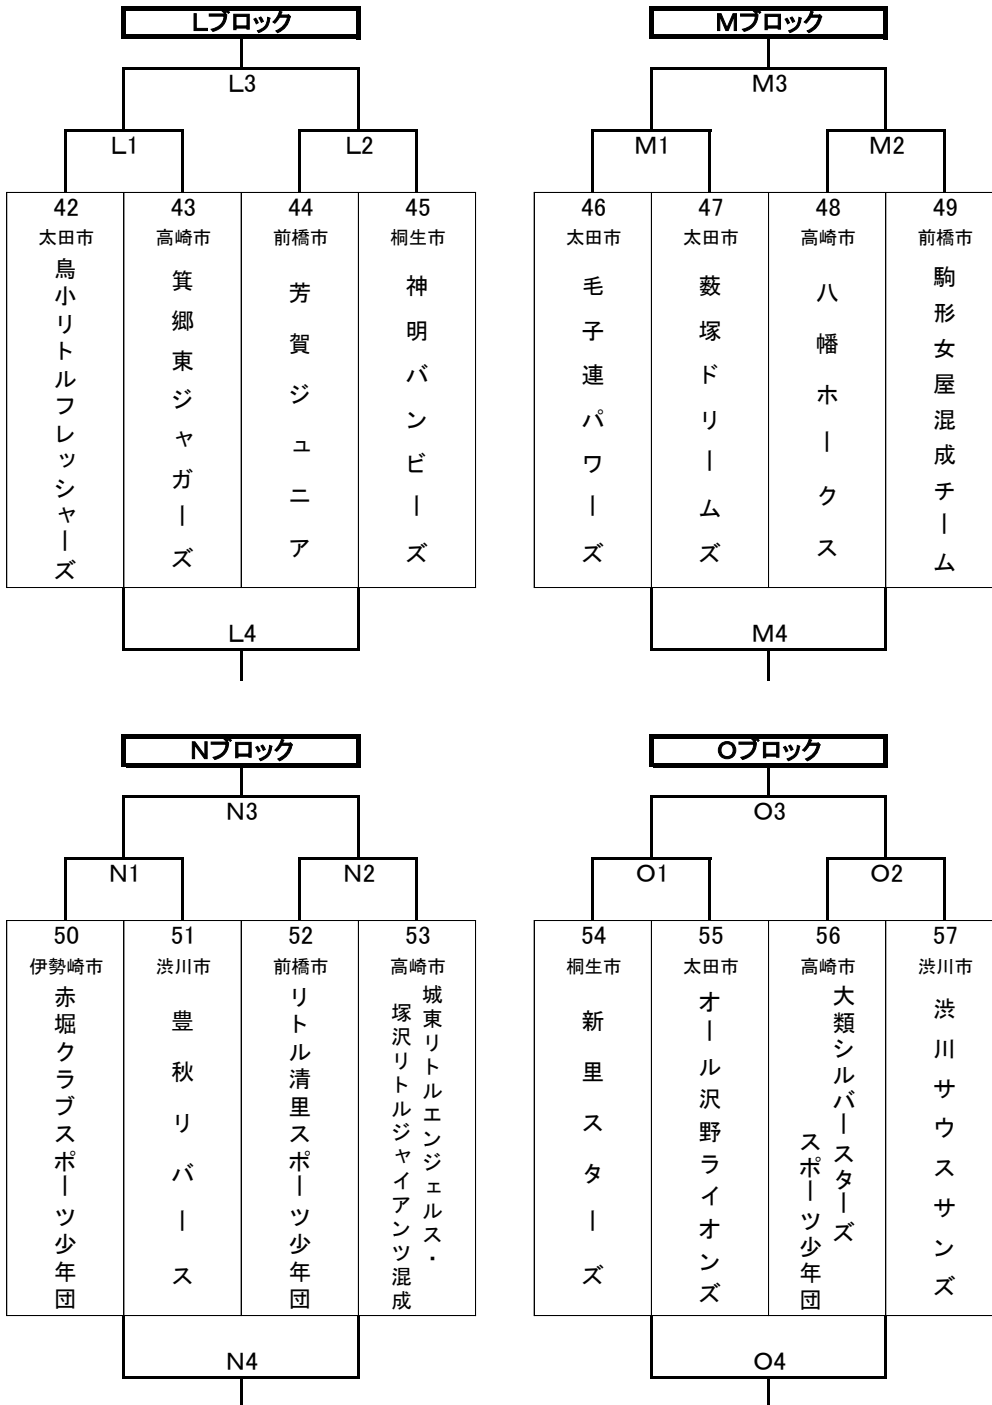 Lブロック
L3
L1
L2
42
太田市
鳥小リトルフレッシャーズ
43
高崎市
箕郷東ジャガーズ
44
前橋市
芳賀ジュニア
45
桐生市
神明バンビーズ
L4
Mブロック
M3
M1
M2
46
太田市
毛子連パワーズ
47
太田市
薮塚ドリームズ
48
高崎市
八幡ホークス
49
前橋市
駒形女屋混成チーム
M4
Nブロック
N3
N1
N2
50
伊勢崎市
赤堀クラブスポーツ少年団
51
渋川市
豊秋リバース
52
前橋市
リトル清里スポーツ少年団
53
高崎市
城東リトルエンジェルス・
塚沢リトルジャイアンツ混成
N4
Oブロック
O3
O1
O2
54
桐生市
新里スターズ
55
太田市
オール沢野ライオンズ
56
高崎市
大類シルバースターズ
スポーツ少年団
57
渋川市
渋川サウスサンズ
O4